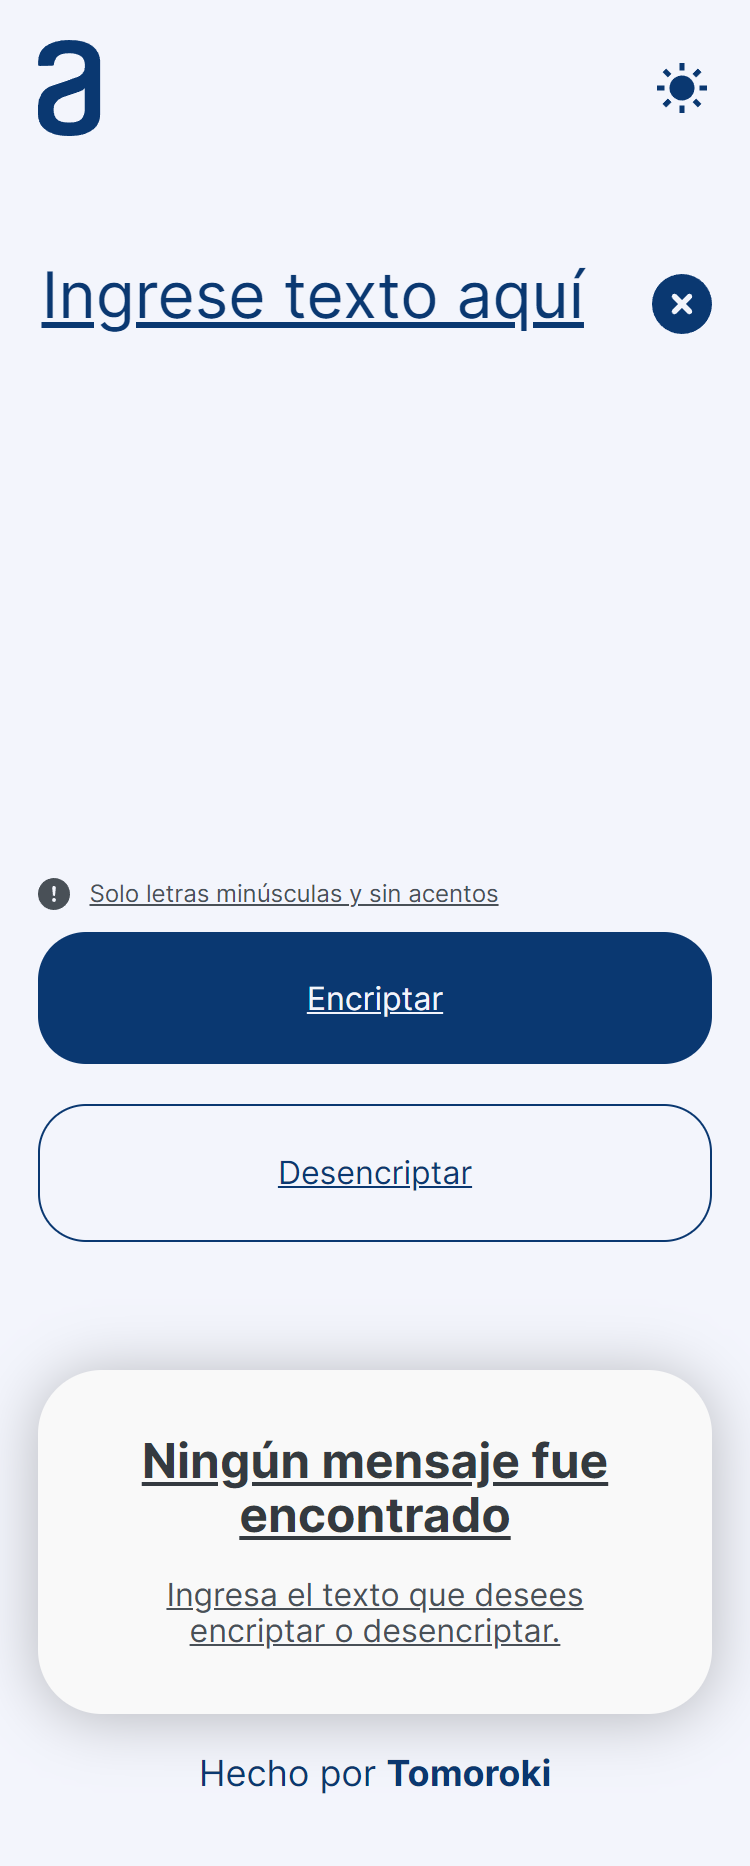 a
Ingrese texto aquí
Solo letras minúsculas y sin acentos
Encriptar
Desencriptar
Ningún mensaje fue
encontrado
Ingresa el texto que desees
encriptar o desencriptar.
Hecho por Tomoroki